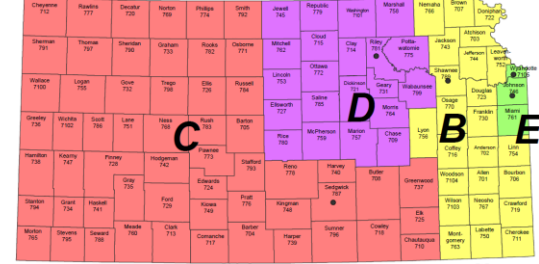 Cheyenne 712
Rawlins 777
Decatur 720
Norton 769
Phillips 774
Smith 792
Jewell 745
Republic 779
Marshall 758
Nemaha 766
Brown 707
Doniphan 722
Sherman 791
Thomas 797
Sheridan 790
Graham 733
Rooks 782
Osborne 771
Mitchell 762
Cloud 715
Clay 714
Riley 781
Potta-watomie 775
Jackson 743
Atchison 703
Jefferson 744
Leaven-worth 752
Wyandotte
Wallace 7100
Logan 755
Gove 732
Trego 798
Ellis 726
Russell 784
Lincoln 753
Ottawa 772
Dickinson 721
Geary 731
Wabaunsee 799
Shawnee
Douglas 723
Johnson
Greeley 736
Wichita 7102
Scott 786
Lane 751
Ness 768
Rush 783
Barton 705
Ellsworth 727
Saline 785
Morris 764
Osage 770
Franklin 730
Miami 761
Hamilton 738
Kearny 747
Finney 728
Hodgeman 742
Pawnee 773
Stafford 793
Rice 780
McPherson 759
Marion 757
Chase 709
Lyon 756
Coffey 716
Anderson 702
Linn 754
Stanton 794
Grant 734
Haskell 741
Gray 735
Ford 729
Edwards 724
Kiowa 749
Pratt 776
Reno 778
Kingman 748
Harvey 740
Sedgwick 787
Butler 708
Greenwood 737
Woodson 7104
Allen 701
Bourbon 706
Morton 765
Stevens 795
Seward 788
Meade 760
Clark 713
Comanche 717
Barber 704
Harper 739
Sumner 796
Cowley 718
Elk 725
Chautauqua 710
Wilson 7103
Neosho 767
Crawford 719
Mont-gomery 763
Labette 750
Cherokee 711
C
D
B
E